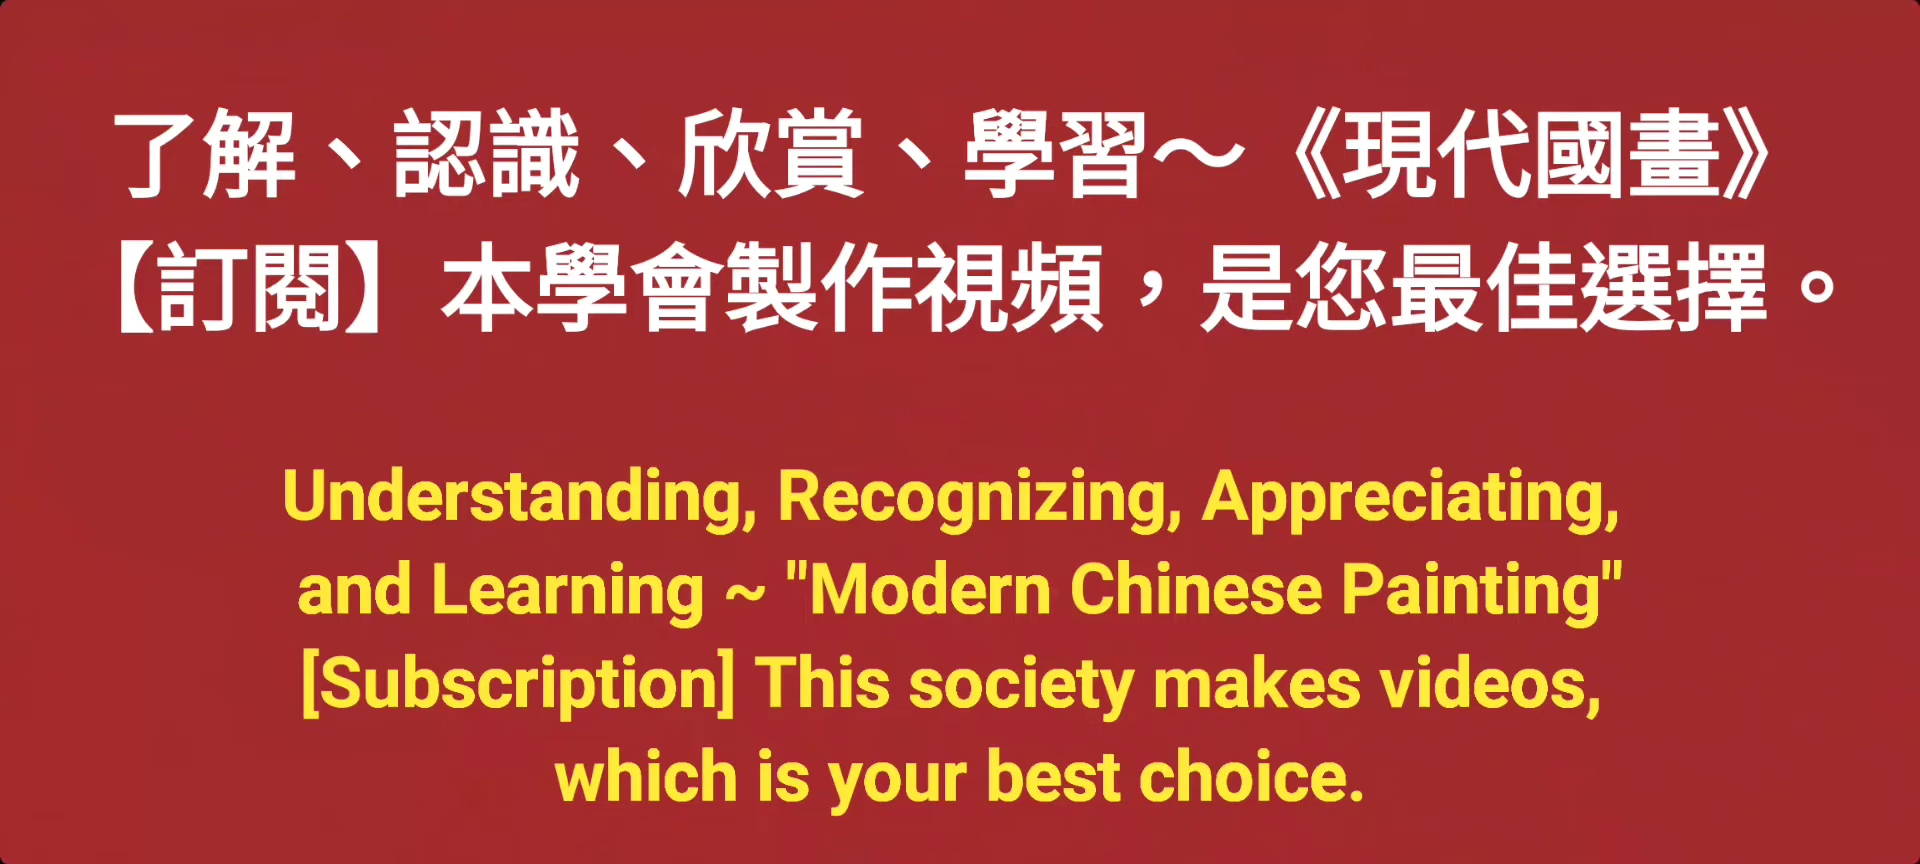 了解、認識、欣賞、學習～《現代國畫》
【訂閱】本學會製作視頻，是您最佳選擇。
Understanding, Recognizing, Appreciating,
and Learning ~ "Modern Chinese Painting"
[Subscription] This society makes videos,
which is your best choice.